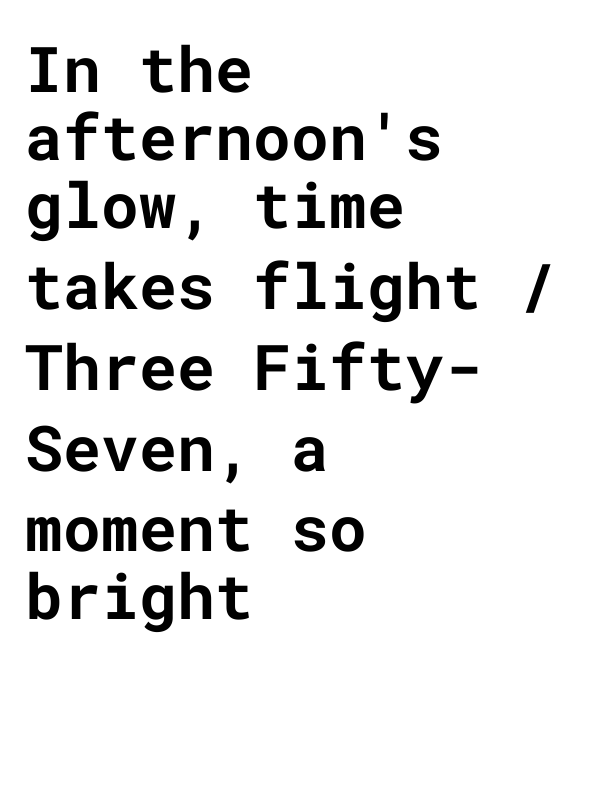 In the
afternoon's
glow, time
takes flight /
Three Fifty-
Seven, a
moment so
bright